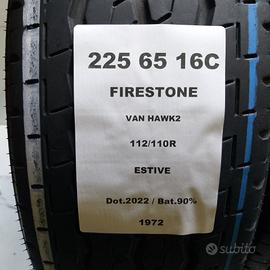 225 65 16C
FIRESTONE
VAN HAWK2
112/110R
ESTIVE
Dot.2022 / Bat.90%
1972
subito